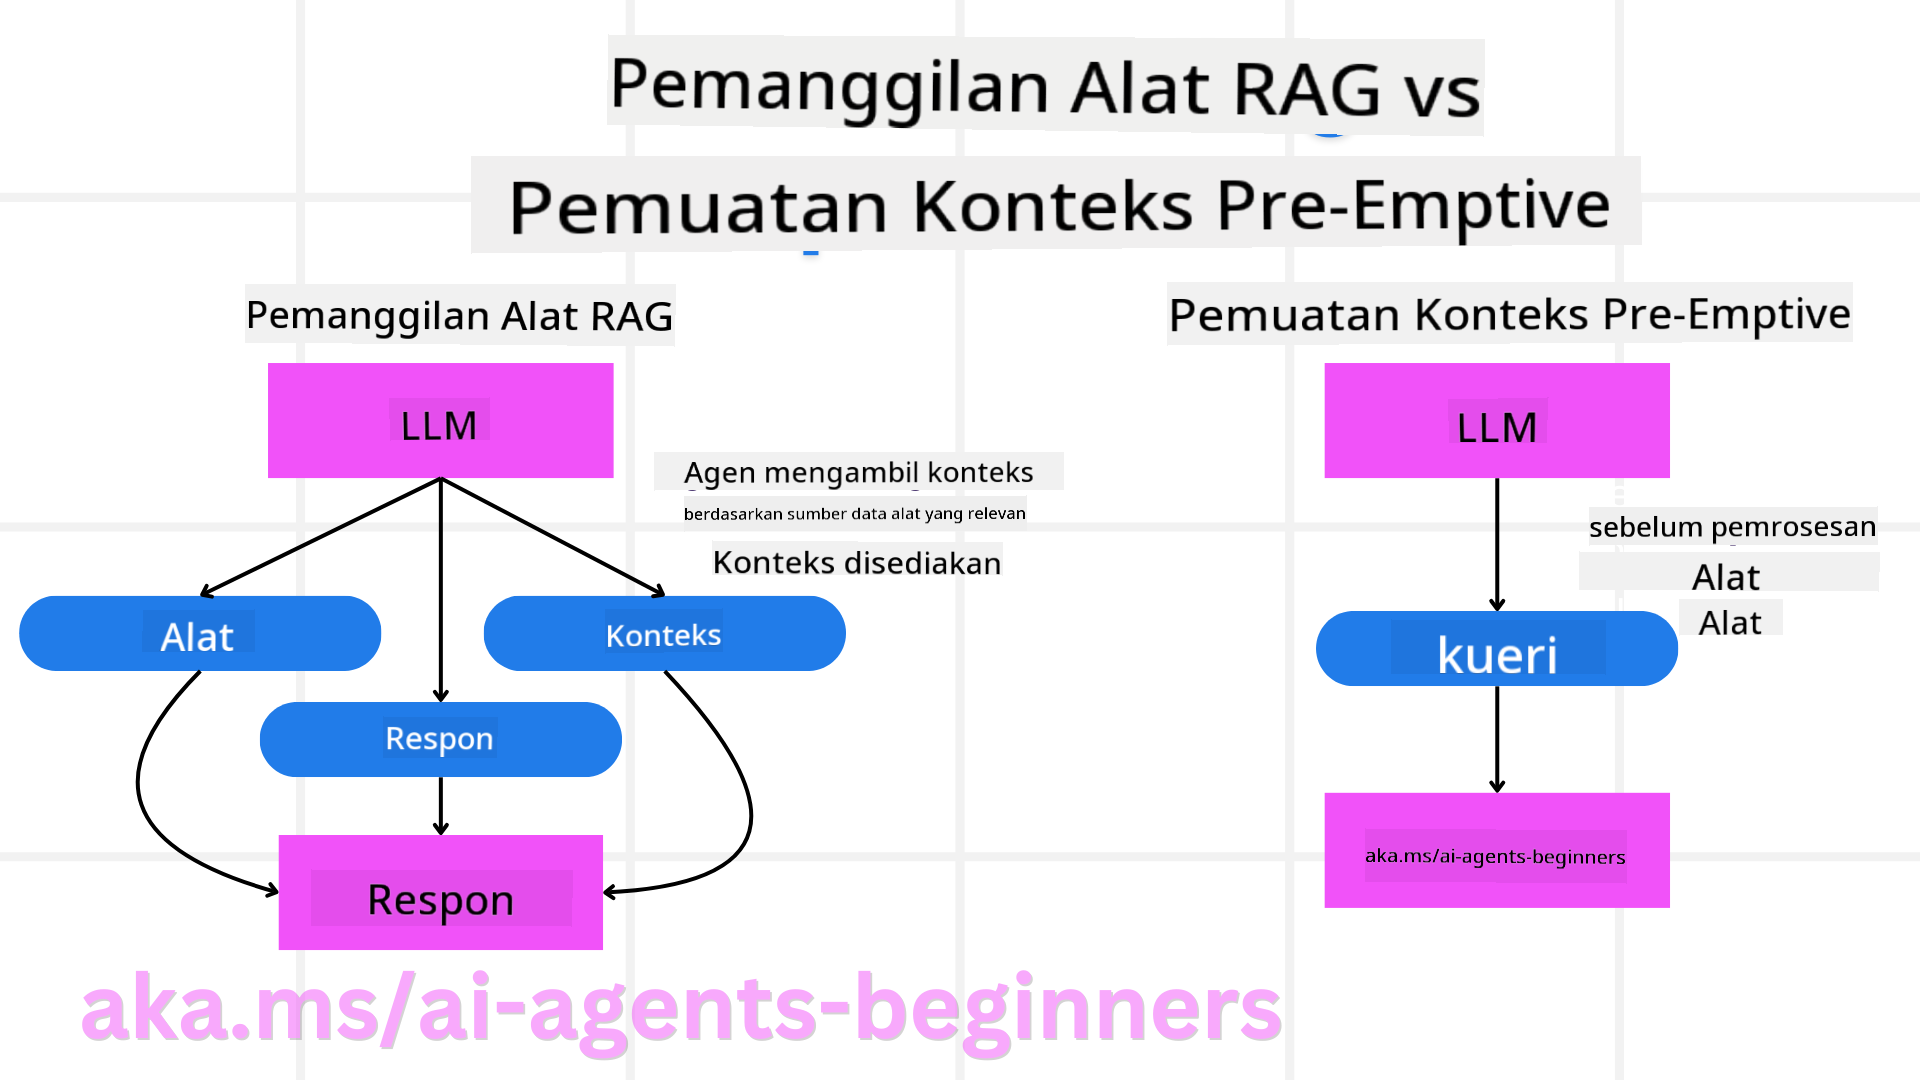 Pemanggilan Alat RAG vs
Pemuatan Konteks Pre-Emptive
Pemanggilan Alat RAG
LLM
Agen mengambil konteks
berdasarkan sumber data alat yang relevan
Konteks disediakan
Alat
Konteks
Respon
Respon
Pemuatan Konteks Pre-Emptive
LLM
sebelum pemrosesan
Alat
Alat
kueri
aka.ms/ai-agents-beginners
aka.ms/ai-agents-beginners